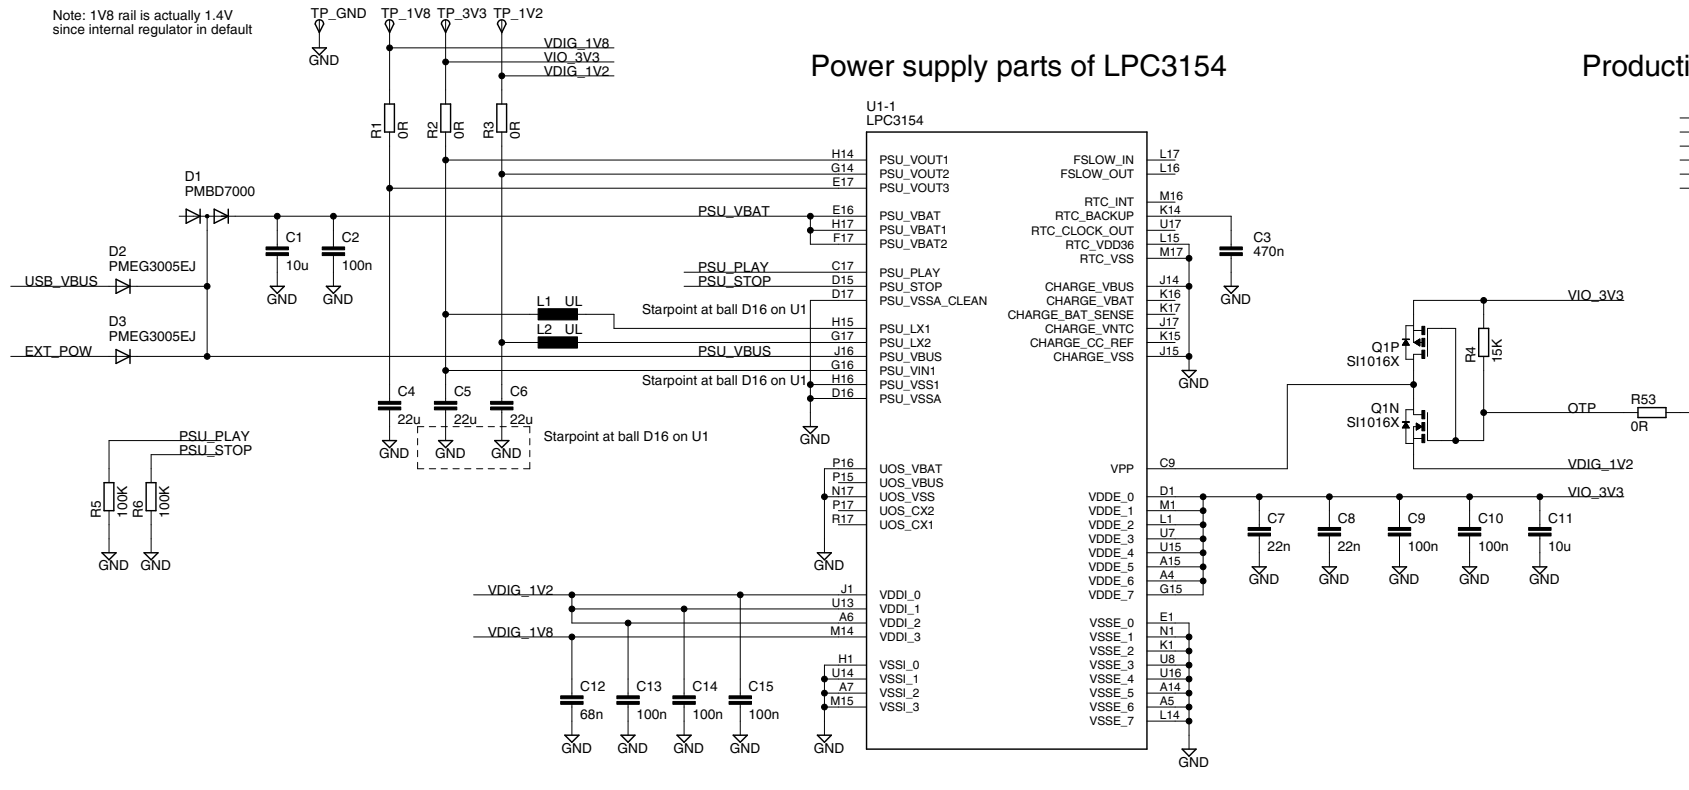 Note: 1V8 rail is actually 1.4V
since internal regulator in default
TP_GND TP_1V8 TP_3V3 TP_1V2
GND
VDIG_1V8
VIO_3V3
VDIG_1V2
R1 0R
R2 0R
R3 0R
Power supply parts of LPC3154
Producti
U1-1
LPC3154
D1
PMBD7000
D2
PMEG3005EJ
USB_VBUS
D3
PMEG3005EJ
EXT_POW
C1
10u
GND
C2
100n
GND
PSU_VBAT
PSU_PLAY
PSU_STOP
Starpoint at ball D16 on U1
L1 UL
L2 UL
PSU_VBUS
Starpoint at ball D16 on U1
C4
22u
GND
C5
22u
GND
C6
22u
GND
Starpoint at ball D16 on U1
GND
PSU_PLAY
PSU_STOP
R5 100K
R6 100K
GND GND
H14 PSU_VOUT1
G14 PSU_VOUT2
E17 PSU_VOUT3
E16 PSU_VBAT
H17 PSU_VBAT1
F17 PSU_VBAT2
C17 PSU_PLAY
D15 PSU_STOP
D17 PSU_VSSA_CLEAN
H15 PSU_LX1
G17 PSU_LX2
J16 PSU_VBUS
G16 PSU_VIN1
H16 PSU_VSS1
D16 PSU_VSSA
P16 UOS_VBAT
P15 UOS_VBUS
N17 UOS_VSS
P17 UOS_CX2
R17 UOS_CX1
GND
VDIG_1V2
VDIG_1V8
J1 VDDI_0
U13 VDDI_1
A6 VDDI_2
M14 VDDI_3
H1 VSSI_0
U14 VSSI_1
A7 VSSI_2
M15 VSSI_3
GND
C12
68n
GND
C13
100n
GND
C14
100n
GND
C15
100n
GND
FSLOW_IN L17
FSLOW_OUT L16
RTC_INT M16
RTC_BACKUP K14
RTC_CLOCK_OUT U17
RTC_VDD36 L15
RTC_VSS M17
CHARGE_VBUS J14
CHARGE_VBAT K16
CHARGE_BAT_SENSE K17
CHARGE_VNTC J17
CHARGE_CC_REF K15
CHARGE_VSS J15
GND
VPP C9
VDDE_0 D1
VDDE_1 M1
VDDE_2 L1
VDDE_3 U7
VDDE_4 U15
VDDE_5 A15
VDDE_6 A4
VDDE_7 G15
VSSE_0 E1
VSSE_1 N1
VSSE_2 K1
VSSE_3 U8
VSSE_4 U16
VSSE_5 A14
VSSE_6 A5
VSSE_7 L14
GND
C3
470n
GND
VIO_3V3
Q1P
SI1016X
R4 15K
Q1N
SI1016X
OTP
R53
0R
VDIG_1V2
VIO_3V3
C7
22n
GND
C8
22n
GND
C9
100n
GND
C10
100n
GND
C11
10u
GND